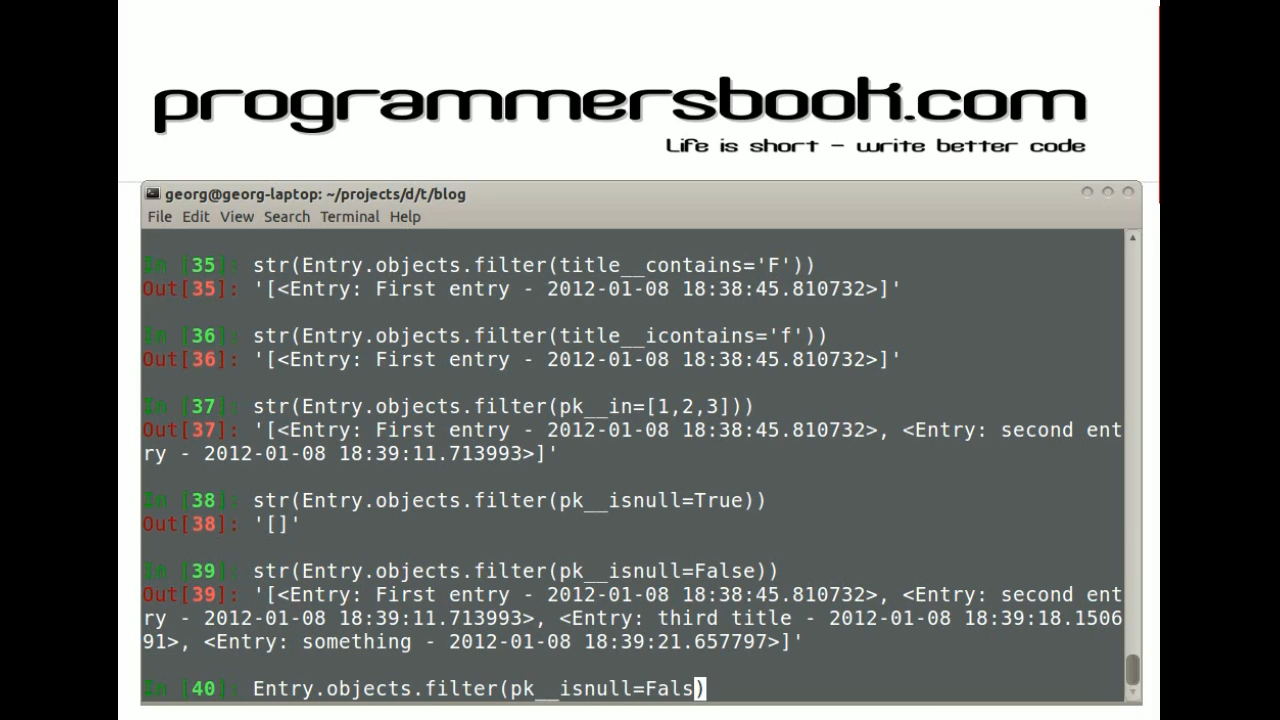 programmersbook.com
Life is short - write better code
georg@georg-laptop: ~/projects/d/t/blog
File Edit View Search Terminal Help
In [35]: str(Entry.objects.filter(title__contains='F'))
Out[35]: '[<Entry: First entry - 2012-01-08 18:38:45.810732>]'
In [36]: str(Entry.objects.filter(title__icontains='f'))
Out[36]: '[<Entry: First entry - 2012-01-08 18:38:45.810732>]'
In [37]: str(Entry.objects.filter(pk__in=[1,2,3]))
Out[37]: '[<Entry: First entry - 2012-01-08 18:38:45.810732>, <Entry: second ent
ry - 2012-01-08 18:39:11.713993>]'
In [38]: str(Entry.objects.filter(pk__isnull=True))
Out[38]: '[]'
In [39]: str(Entry.objects.filter(pk__isnull=False))
Out[39]: '[<Entry: First entry - 2012-01-08 18:38:45.810732>, <Entry: second ent
ry - 2012-01-08 18:39:11.713993>, <Entry: third title - 2012-01-08 18:39:18.1506
91>, <Entry: something - 2012-01-08 18:39:21.657797>]'
In [40]: Entry.objects.filter(pk__isnull=Fals)